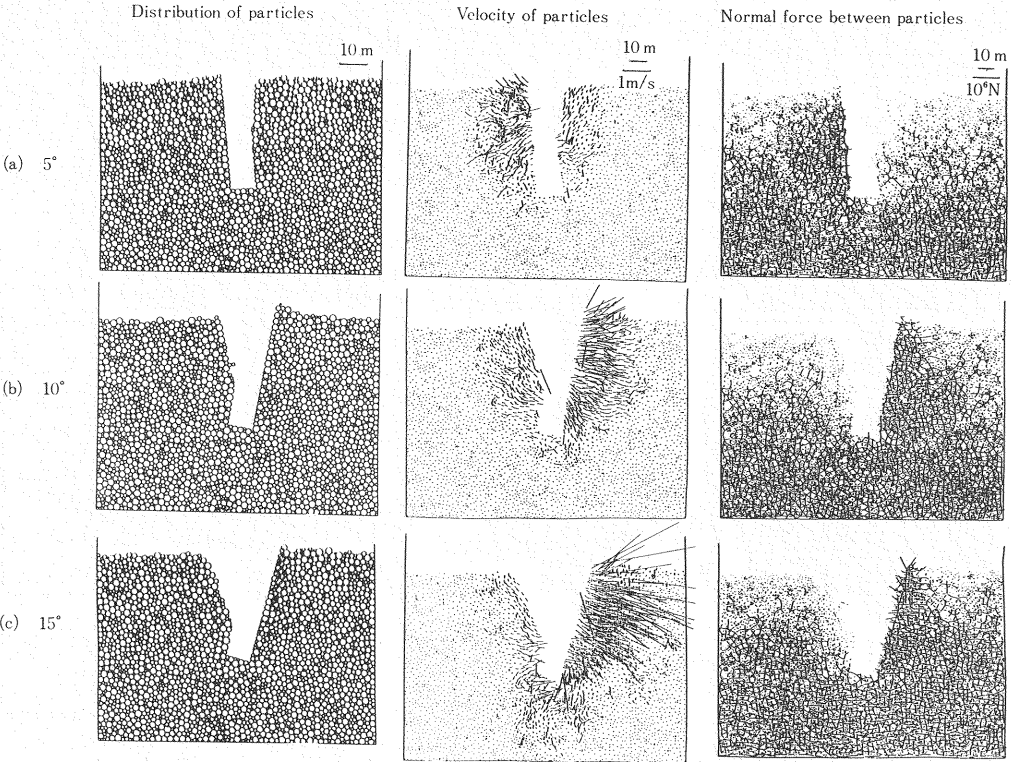 Distribution of particles
Velocity of particles
Normal force between particles
10 m
10 m
1m/s
10 m
10⁶N
(a) 5°
(b) 10°
(c) 15°